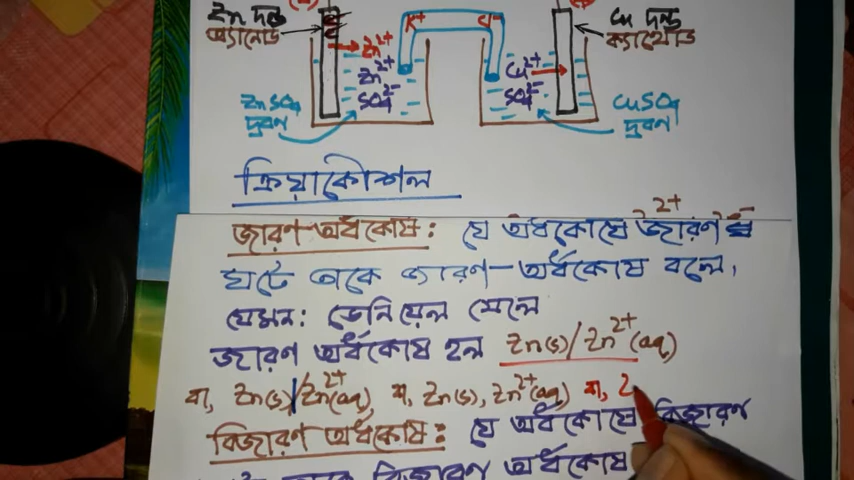 Zn দন্ড
অ্যানোড
K⁺ Cl⁻
Cu দন্ড
ক্যাথোড
Zn²⁺
Zn²⁺
SO₄²⁻
Cu²⁺
SO₄²⁻
ZnSO₄
দ্রবণ
CuSO₄
দ্রবণ
ক্রিয়াকৌশল
জারণ অর্ধকোষ: যে অর্ধকোষে জারণ
ঘটে তাকে জারণ-অর্ধকোষ বলে।
যেমন: ডেনিয়েল সেলে
জারণ অর্ধকোষ হল Zn(s)/Zn²⁺(aq)
বা, Zn(s)/Zn²⁺(aq) বা, Zn(s), Zn²⁺(aq) বা, Z
বিজারণ অর্ধকোষ: যে অর্ধকোষে বিজারণ
বিজারণ অর্ধকোষ